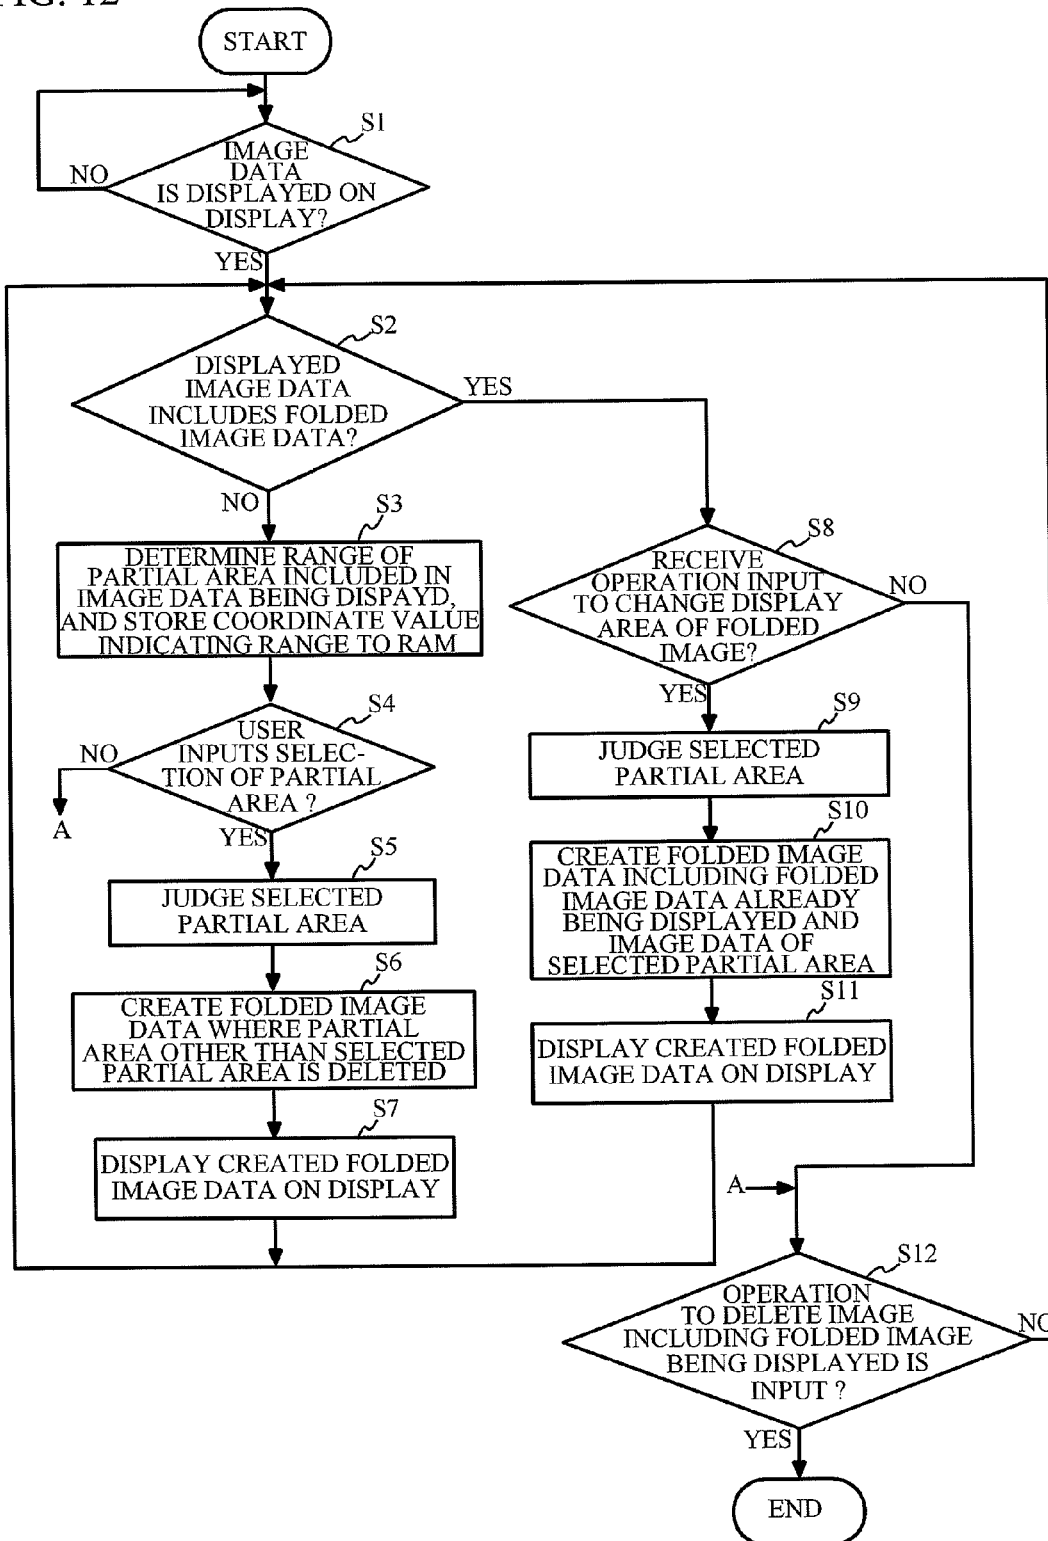 FIG. 12
START
S1
IMAGE
DATA
IS DISPLAYED ON
DISPLAY?
NO
YES
S2
DISPLAYED
IMAGE DATA
INCLUDES FOLDED
IMAGE DATA?
YES
NO
S3
DETERMINE RANGE OF
PARTIAL AREA INCLUDED IN
IMAGE DATA BEING DISPAYD,
AND STORE COORDINATE VALUE
INDICATING RANGE TO RAM
S4
USER
INPUTS SELEC-
TION OF PARTIAL
AREA ?
NO
A
YES
S5
JUDGE SELECTED
PARTIAL AREA
S6
CREATE FOLDED IMAGE
DATA WHERE PARTIAL
AREA OTHER THAN SELECTED
PARTIAL AREA IS DELETED
S7
DISPLAY CREATED FOLDED
IMAGE DATA ON DISPLAY
S8
RECEIVE
OPERATION INPUT
TO CHANGE DISPLAY
AREA OF FOLDED
IMAGE?
NO
YES
S9
JUDGE SELECTED
PARTIAL AREA
S10
CREATE FOLDED IMAGE
DATA INCLUDING FOLDED
IMAGE DATA ALREADY
BEING DISPLAYED AND
IMAGE DATA OF
SELECTED PARTIAL AREA
S11
DISPLAY CREATED FOLDED
IMAGE DATA ON DISPLAY
A
S12
OPERATION
TO DELETE IMAGE
INCLUDING FOLDED IMAGE
BEING DISPLAYED IS
INPUT ?
NO
YES
END